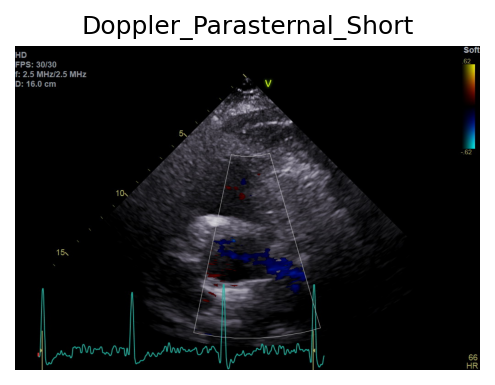 Doppler_Parasternal_Short
HD
FPS: 30/30
f: 2.5 MHz/2.5 MHz
D: 16.0 cm
Soft
62
-.62
V
5
10
15
66
HR